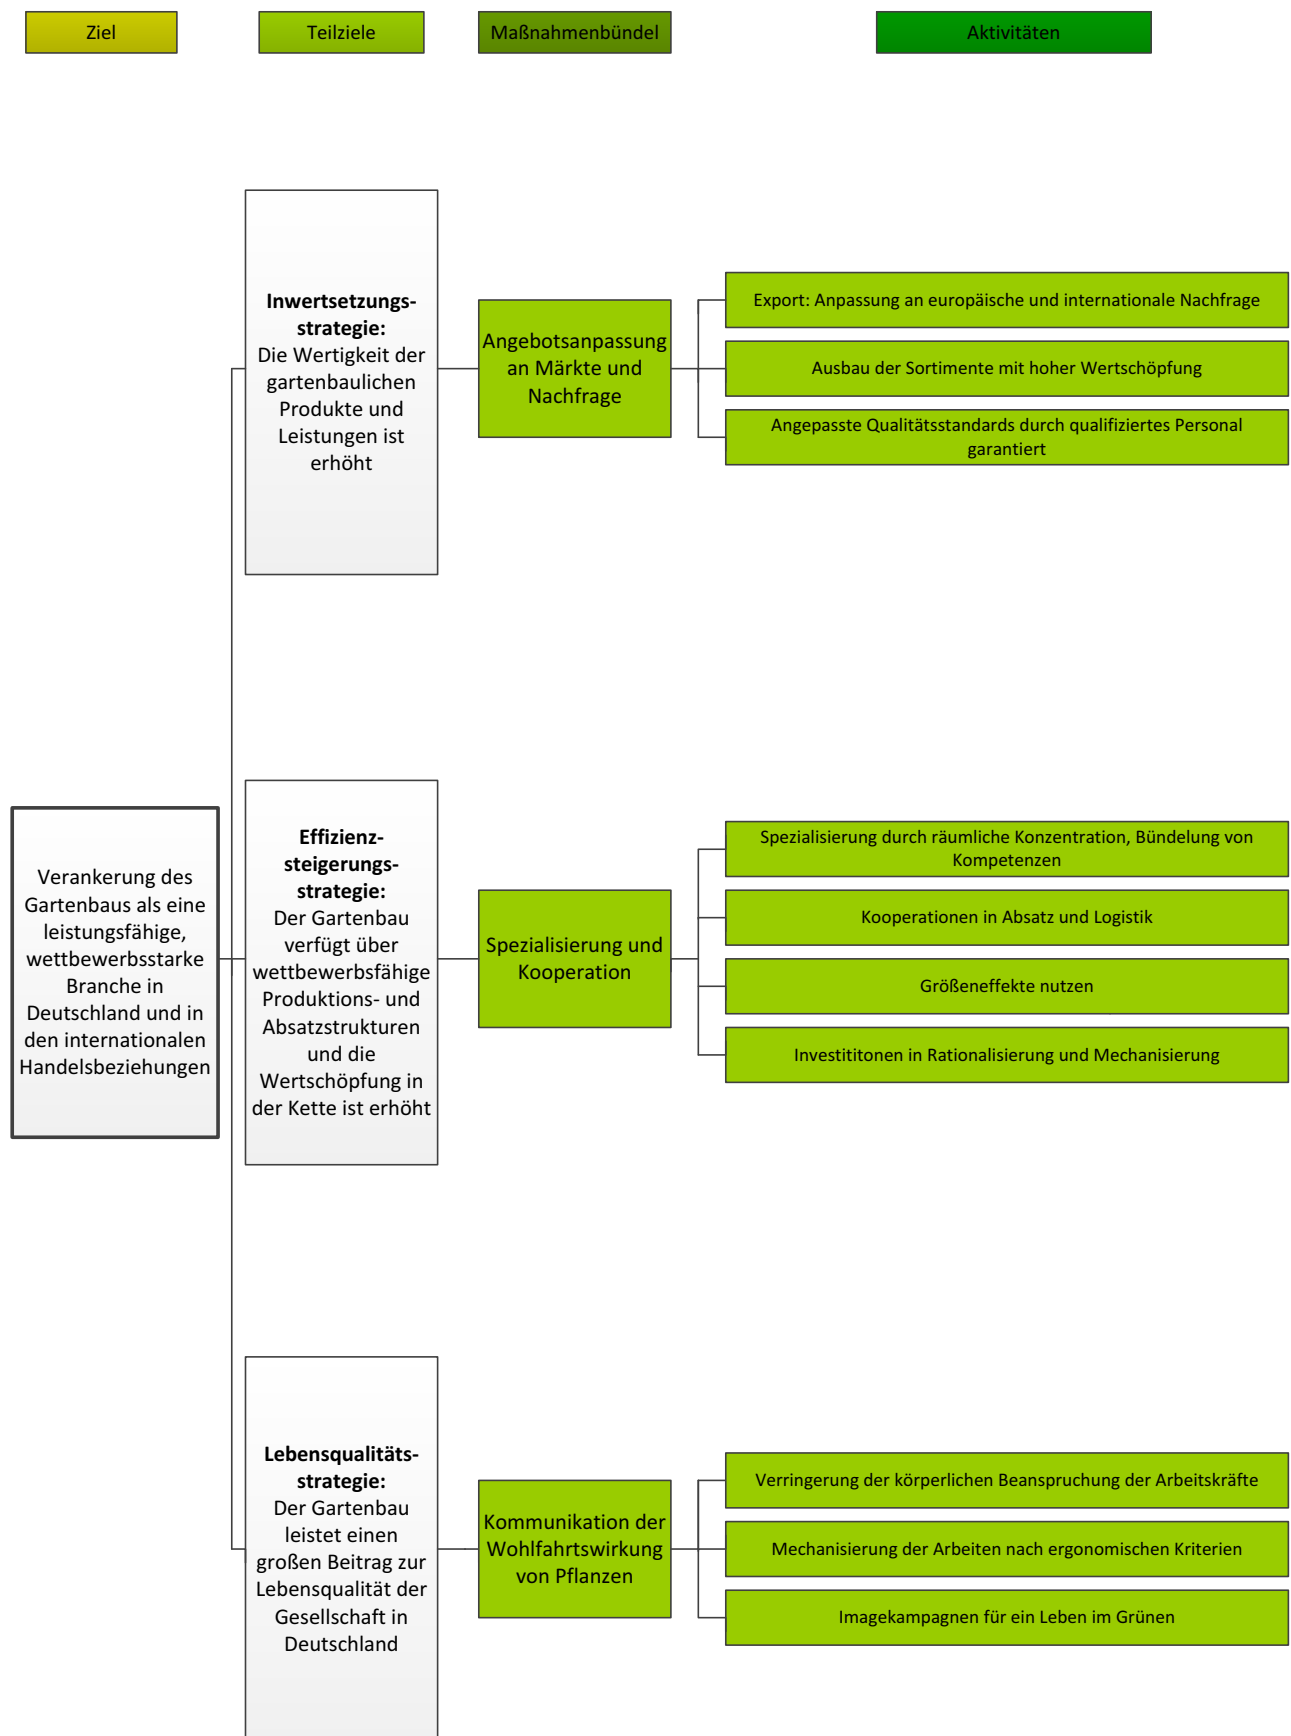 Ziel
Teilziele
Maßnahmenbündel
Aktivitäten
Inwertsetzungs-
strategie:
Die Wertigkeit der
gartenbaulichen
Produkte und
Leistungen ist
erhöht
Angebotsanpassung
an Märkte und
Nachfrage
Export: Anpassung an europäische und internationale Nachfrage
Ausbau der Sortimente mit hoher Wertschöpfung
Angepasste Qualitätsstandards durch qualifiziertes Personal
garantiert
Verankerung des
Gartenbaus als eine
leistungsfähige,
wettbewerbsstarke
Branche in
Deutschland und in
den internationalen
Handelsbeziehungen
Effizienz-
steigerungs-
strategie:
Der Gartenbau
verfügt über
wettbewerbsfähige
Produktions- und
Absatzstrukturen
und die
Wertschöpfung in
der Kette ist erhöht
Spezialisierung und
Kooperation
Spezialisierung durch räumliche Konzentration, Bündelung von
Kompetenzen
Kooperationen in Absatz und Logistik
Größeneffekte nutzen
Investititonen in Rationalisierung und Mechanisierung
Lebensqualitäts-
strategie:
Der Gartenbau
leistet einen
großen Beitrag zur
Lebensqualität der
Gesellschaft in
Deutschland
Kommunikation der
Wohlfahrtswirkung
von Pflanzen
Verringerung der körperlichen Beanspruchung der Arbeitskräfte
Mechanisierung der Arbeiten nach ergonomischen Kriterien
Imagekampagnen für ein Leben im Grünen